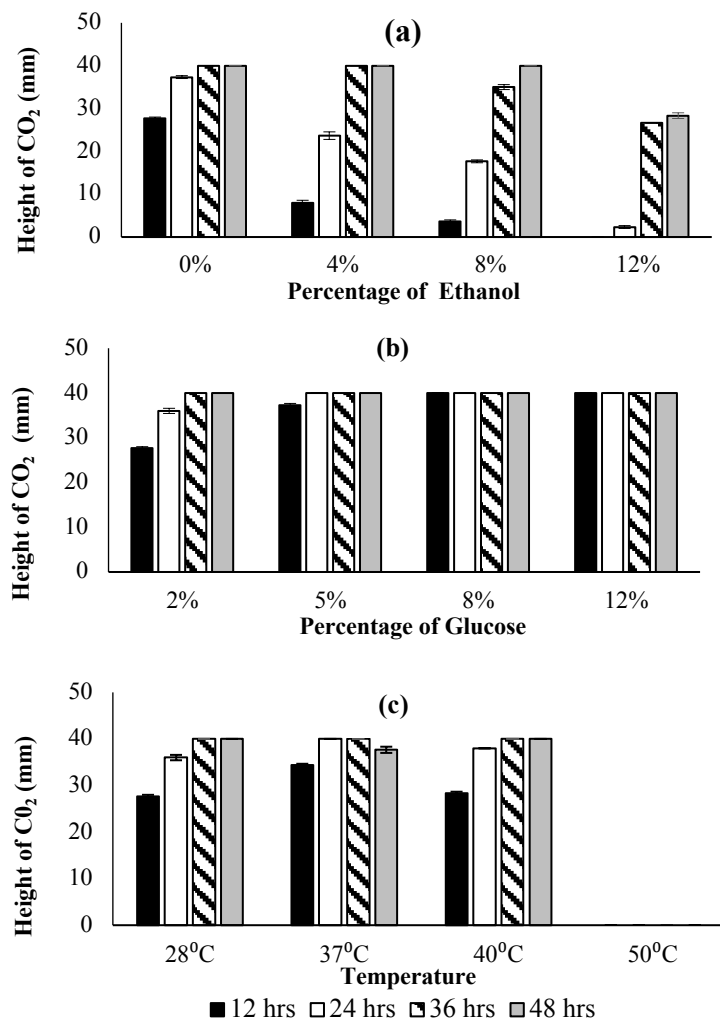 (a)
Height of CO₂ (mm)
50
40
30
20
10
0
0% 4% 8% 12%
Percentage of Ethanol
(b)
Height of CO₂ (mm)
50
40
30
20
10
0
2% 5% 8% 12%
Percentage of Glucose
(c)
Height of C0₂ (mm)
50
40
30
20
10
0
28⁰C 37⁰C 40⁰C 50⁰C
Temperature
12 hrs 24 hrs 36 hrs 48 hrs